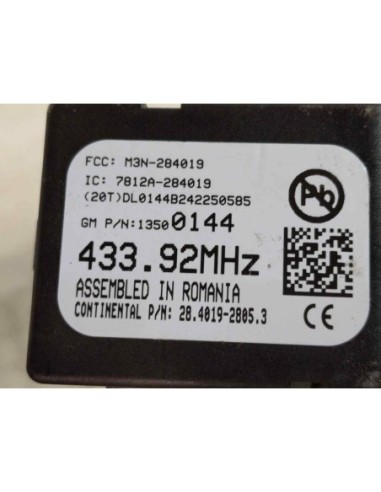 FCC: M3N-284019
IC: 7812A-284019
(20T)DL0144B242250585
GM P/N:13500144
433.92MHz
ASSEMBLED IN ROMANIA
CONTINENTAL P/N: 28.4019-2805.3
Pb
CE